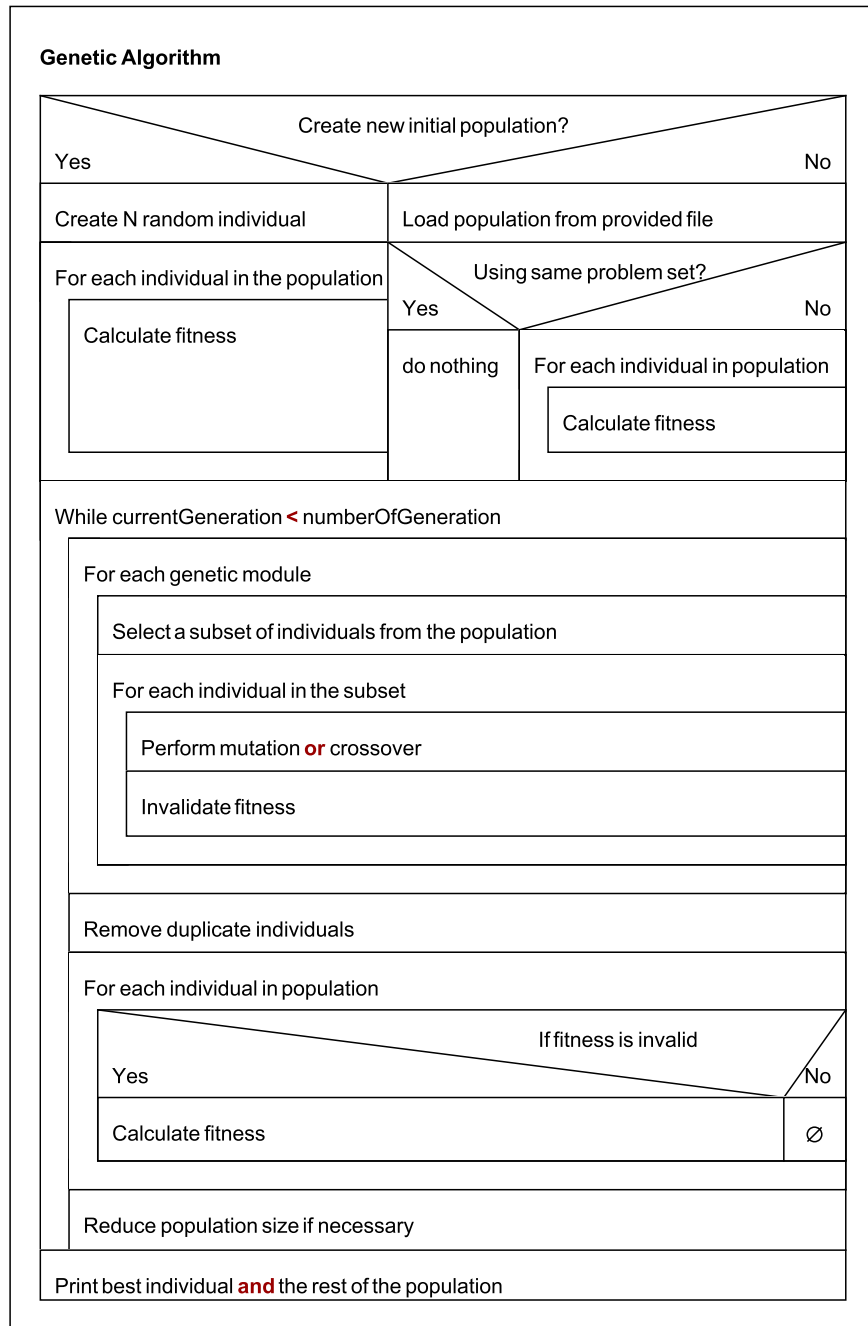 Genetic Algorithm
Create new initial population?
Yes
No
Create N random individual
Load population from provided file
For each individual in the population
Calculate fitness
Using same problem set?
Yes
No
do nothing
For each individual in population
Calculate fitness
While currentGeneration < numberOfGeneration
For each genetic module
Select a subset of individuals from the population
For each individual in the subset
Perform mutation or crossover
Invalidate fitness
Remove duplicate individuals
For each individual in population
If fitness is invalid
Yes
No
Calculate fitness
∅
Reduce population size if necessary
Print best individual and the rest of the population